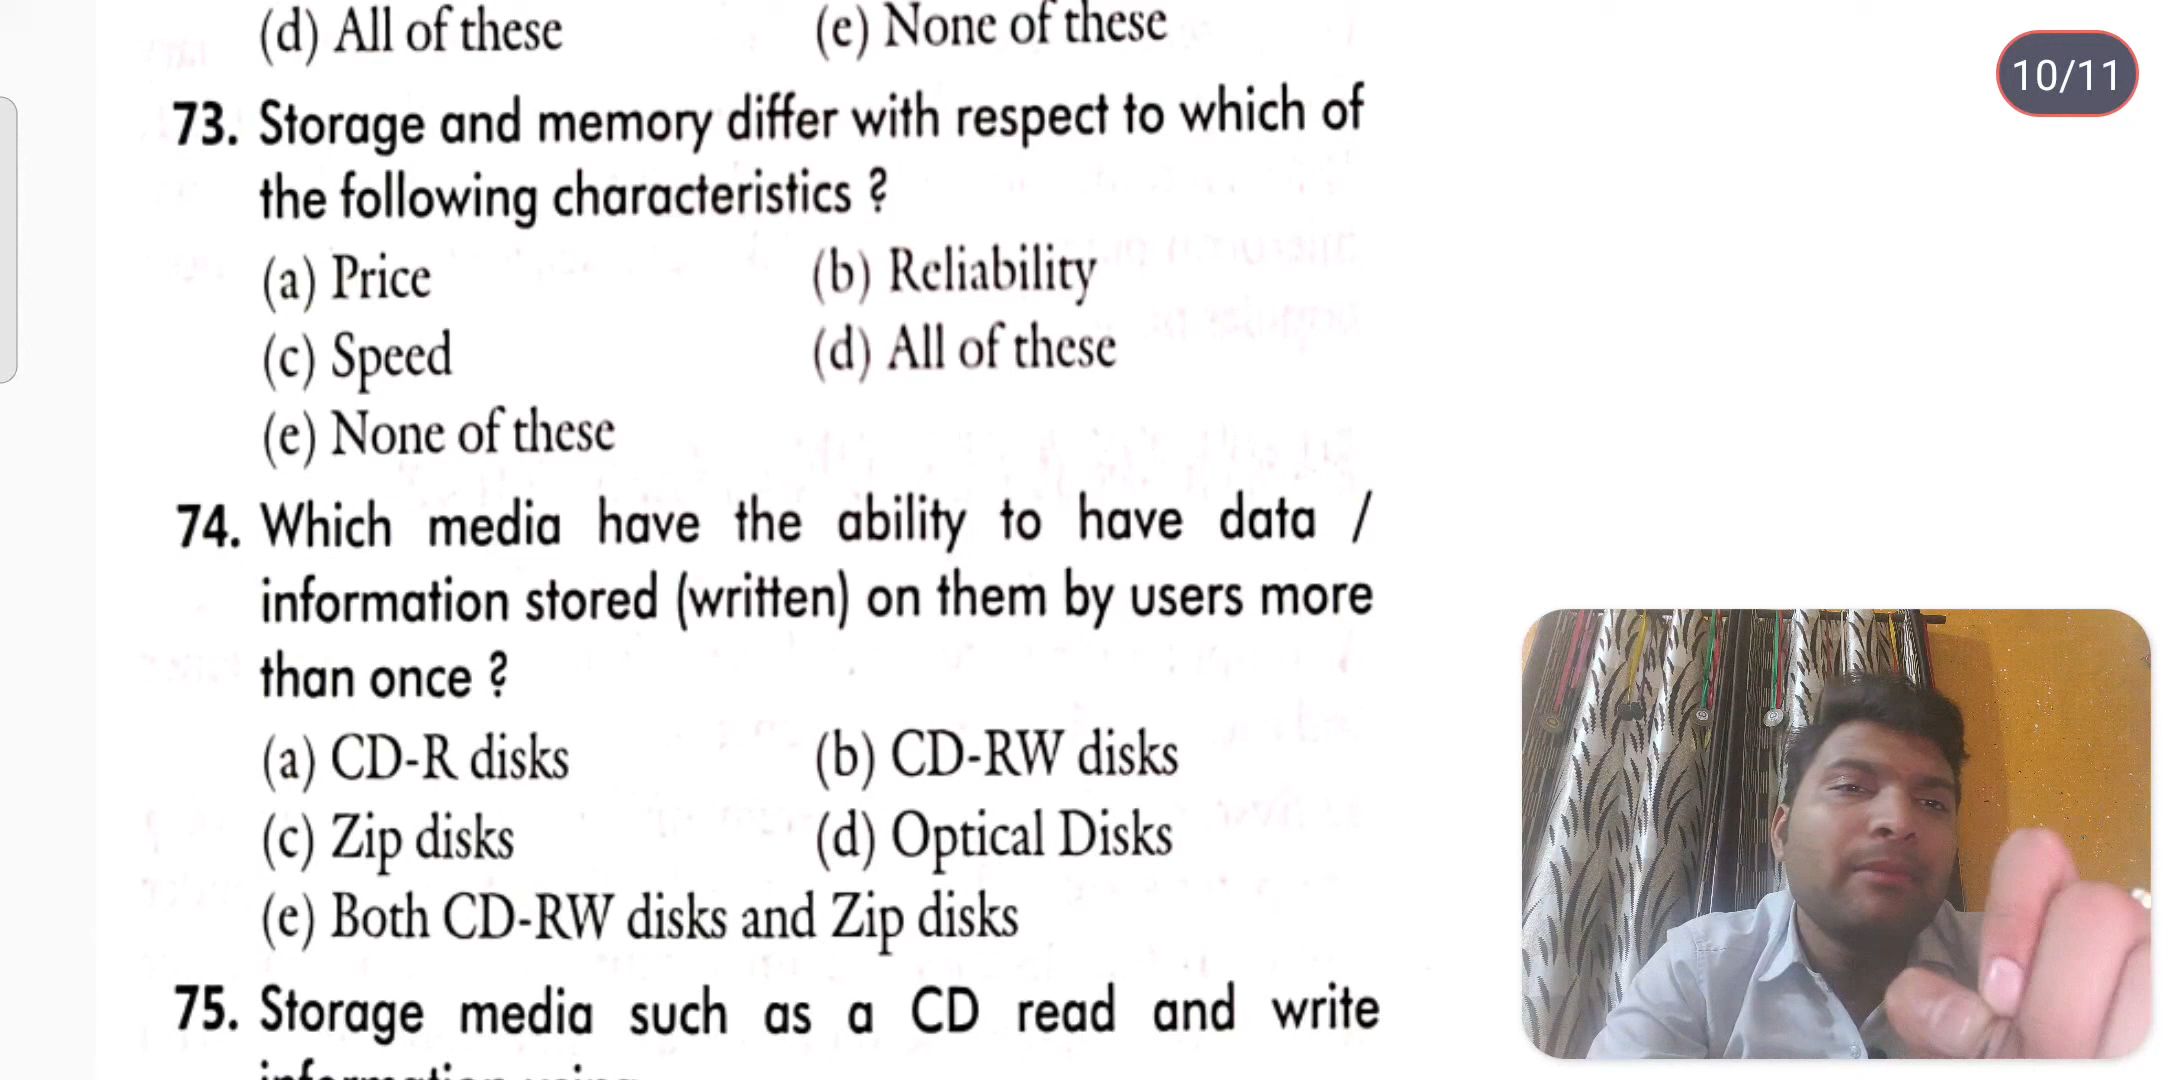 (d) All of these (e) None of these
10/11
73. Storage and memory differ with respect to which of
the following characteristics ?
(a) Price (b) Reliability
(c) Speed (d) All of these
(e) None of these
74. Which media have the ability to have data /
information stored (written) on them by users more
than once ?
(a) CD-R disks (b) CD-RW disks
(c) Zip disks (d) Optical Disks
(e) Both CD-RW disks and Zip disks
75. Storage media such as a CD read and write